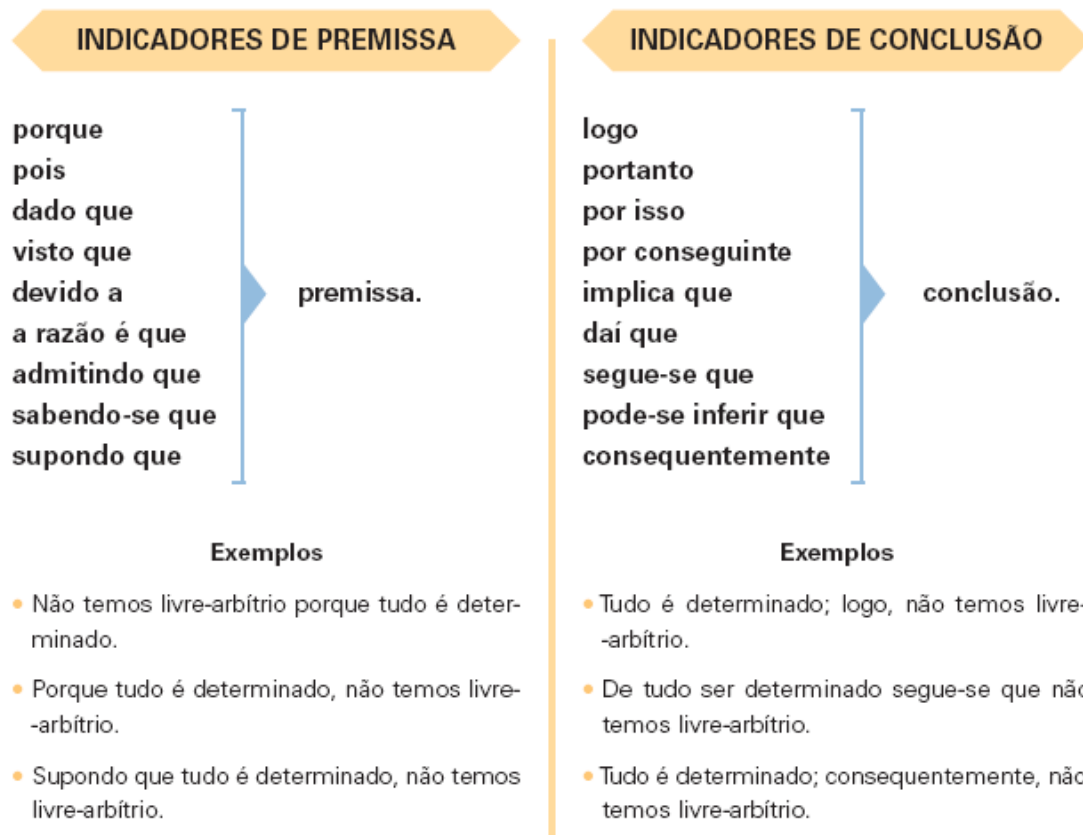 INDICADORES DE PREMISSA
porque
pois
dado que
visto que
devido a
a razão é que
admitindo que
sabendo-se que
supondo que
premissa.
Exemplos
• Não temos livre-arbítrio porque tudo é deter-
minado.
• Porque tudo é determinado, não temos livre-
-arbítrio.
• Supondo que tudo é determinado, não temos
livre-arbítrio.
INDICADORES DE CONCLUSÃO
logo
portanto
por isso
por conseguinte
implica que
daí que
segue-se que
pode-se inferir que
consequentemente
conclusão.
Exemplos
• Tudo é determinado; logo, não temos livre-
-arbítrio.
• De tudo ser determinado segue-se que não
temos livre-arbítrio.
• Tudo é determinado; consequentemente, não
temos livre-arbítrio.